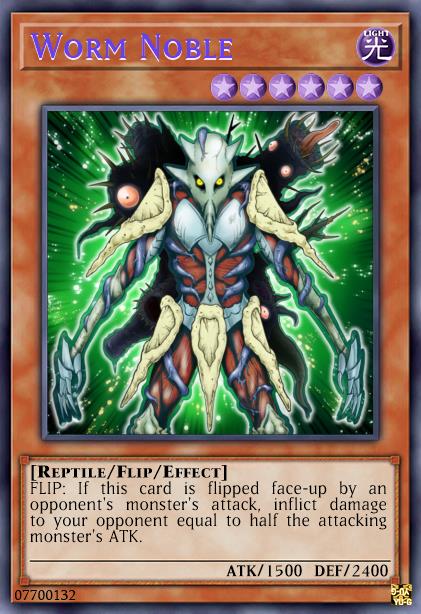 Worm Noble
LIGHT
光
[Reptile/Flip/Effect]
FLIP: If this card is flipped face-up by an
opponent's monster's attack, inflict damage
to your opponent equal to half the attacking
monster's ATK.
ATK/1500 DEF/2400
07700132